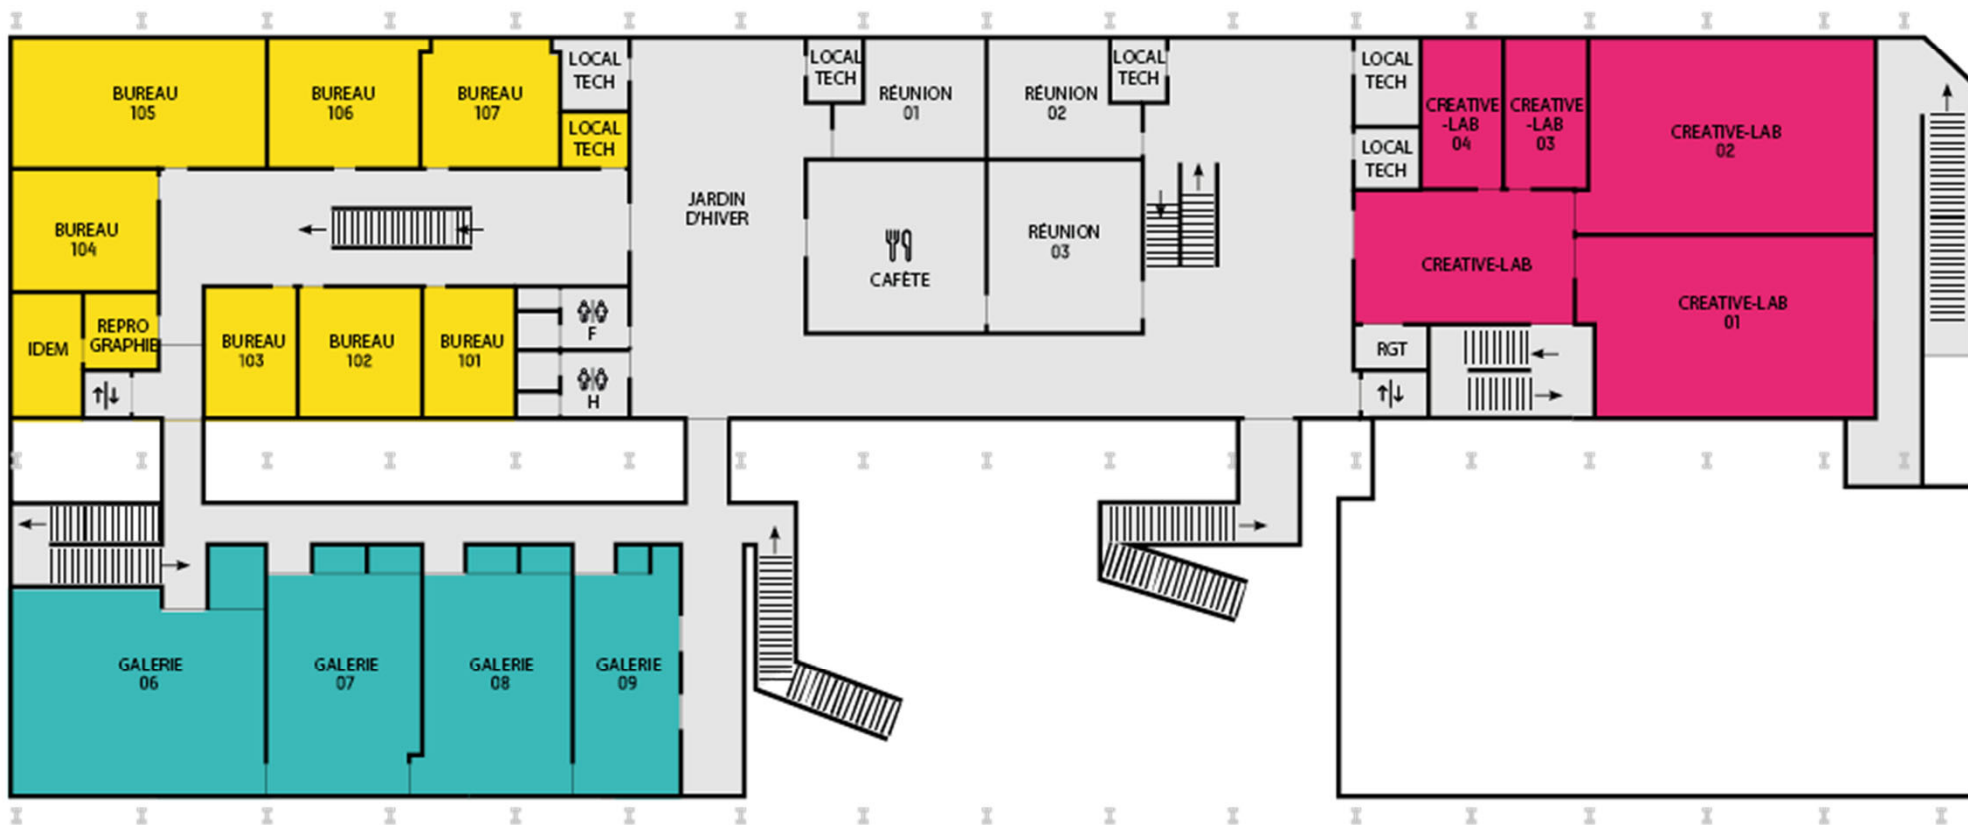 BUREAU
105
BUREAU
106
BUREAU
107
LOCAL
TECH
LOCAL
TECH
BUREAU
104
IDEM
REPRO
GRAPHIE
BUREAU
103
BUREAU
102
BUREAU
101
F
H
JARDIN
D'HIVER
LOCAL
TECH
RÉUNION
01
RÉUNION
02
LOCAL
TECH
CAFÈTE
RÉUNION
03
LOCAL
TECH
LOCAL
TECH
CREATIVE
-LAB
04
CREATIVE
-LAB
03
CREATIVE-LAB
02
CREATIVE-LAB
CREATIVE-LAB
01
RGT
GALERIE
06
GALERIE
07
GALERIE
08
GALERIE
09